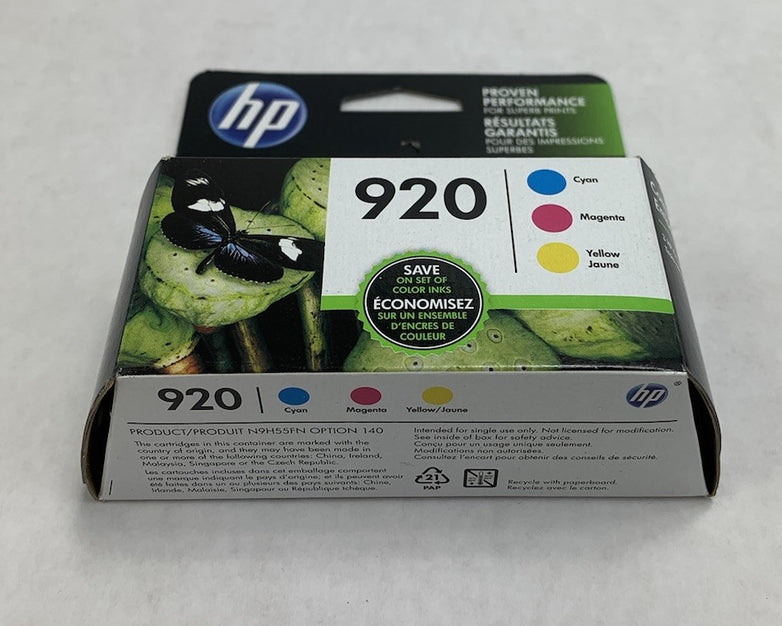 hp
PROVEN
PERFORMANCE
FOR SUPERB PRINTS
RÉSULTATS
GARANTIS
POUR DES IMPRESSIONS
SUPERBES
920
Cyan
Magenta
Yellow
Jaune
SAVE
ON SET OF
COLOR INKS
ÉCONOMISEZ
SUR UN ENSEMBLE
D'ENCRES DE
COULEUR
920
Cyan
Magenta
Yellow/Jaune
hp
®
PRODUCT/PRODUIT N9H55FN OPTION 140
The cartridges in this container are marked with the
country of origin, and they may have been made in
one or more of the following countries: China, Ireland,
Malaysia, Singapore or the Czech Republic.
Les cartouches incluses dans cet emballage comportent
une marque indiquant le pays d'origine; et ils peuvent avoir
été faites dans un ou plusieurs des pays suivants: Chine,
Irlande, Malaisie, Singapour ou République tchèque.
Intended for single use only. Not licensed for modification.
See inside of box for safety advice.
Conçu pour un usage unique seulement.
Modifications non autorisées.
Consultez l'encart pour obtenir des conseils de sécurité.
21
PAP
Recycle with paperboard.
Recyclez avec le carton.